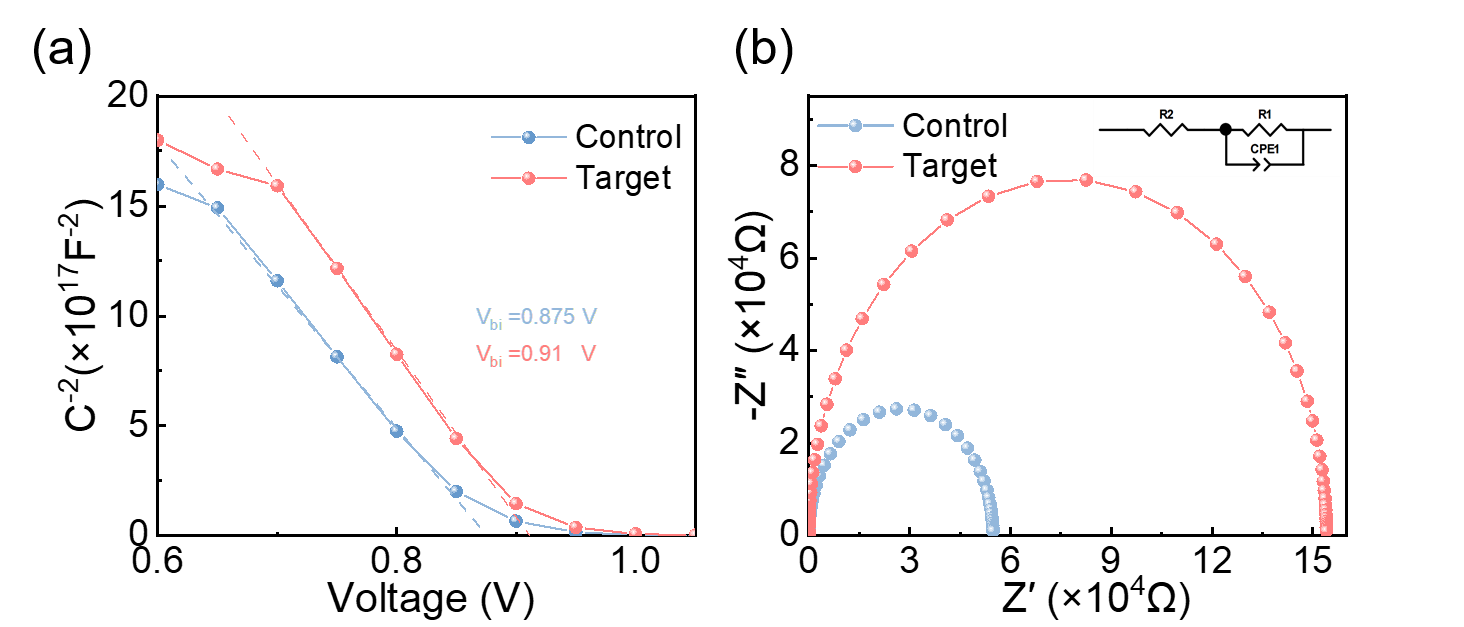 (a)
20
15
10
5
0
0.6 0.8 1.0
C⁻²(×10¹⁷F⁻²)
Voltage (V)
Control
Target
V_bi =0.875 V
V_bi =0.91 V
(b)
8
6
4
2
0
0 3 6 9 12 15
-Z″ (×10⁴Ω)
Z′ (×10⁴Ω)
Control
Target
R2 R1
CPE1